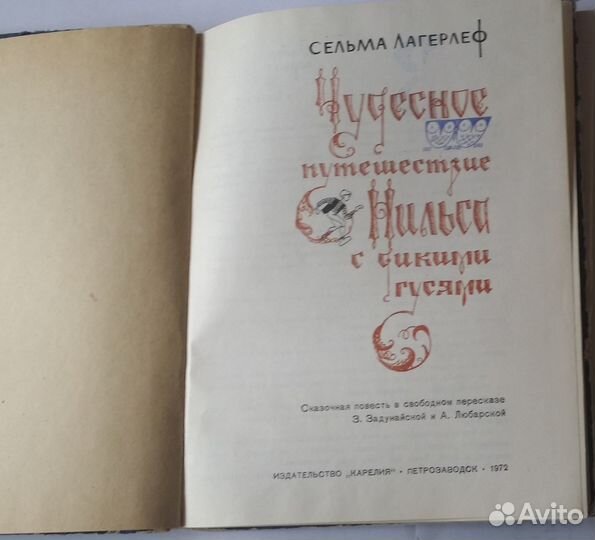 СЕЛЬМА ЛАГЕРЛЕФ
Чудесное
путешествие
Нильса
с дикими
гусями
Сказочная повесть в свободном пересказе
З. Задунайской и А. Любарской
ИЗДАТЕЛЬСТВО „КАРЕЛИЯ“ • ПЕТРОЗАВОДСК • 1972
Avito